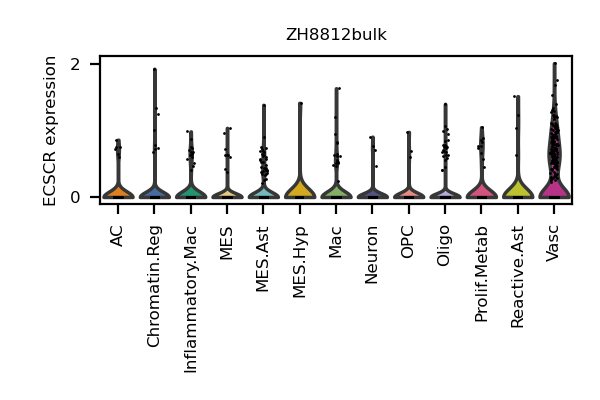 ZH8812bulk
ECSCR expression
2
0
AC
Chromatin.Reg
Inflammatory.Mac
MES
MES.Ast
MES.Hyp
Mac
Neuron
OPC
Oligo
Prolif.Metab
Reactive.Ast
Vasc